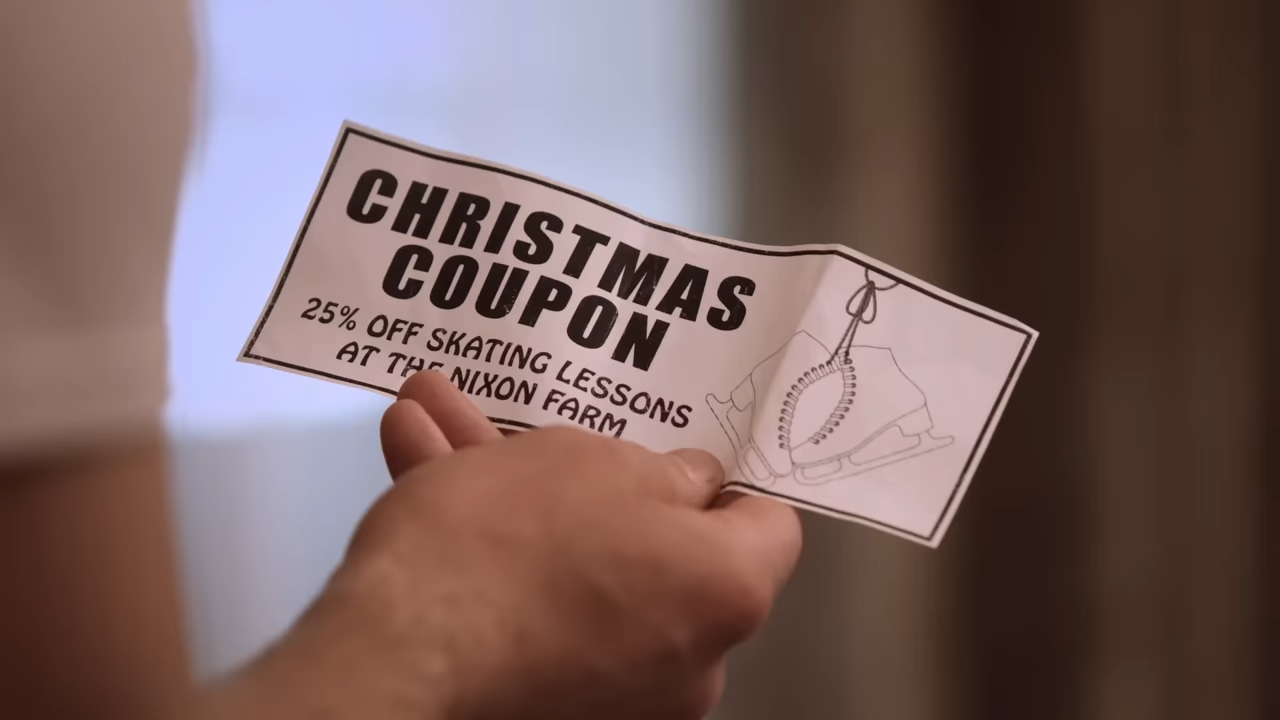 CHRISTMAS
COUPON
25% OFF SKATING LESSONS
AT THE NIXON FARM